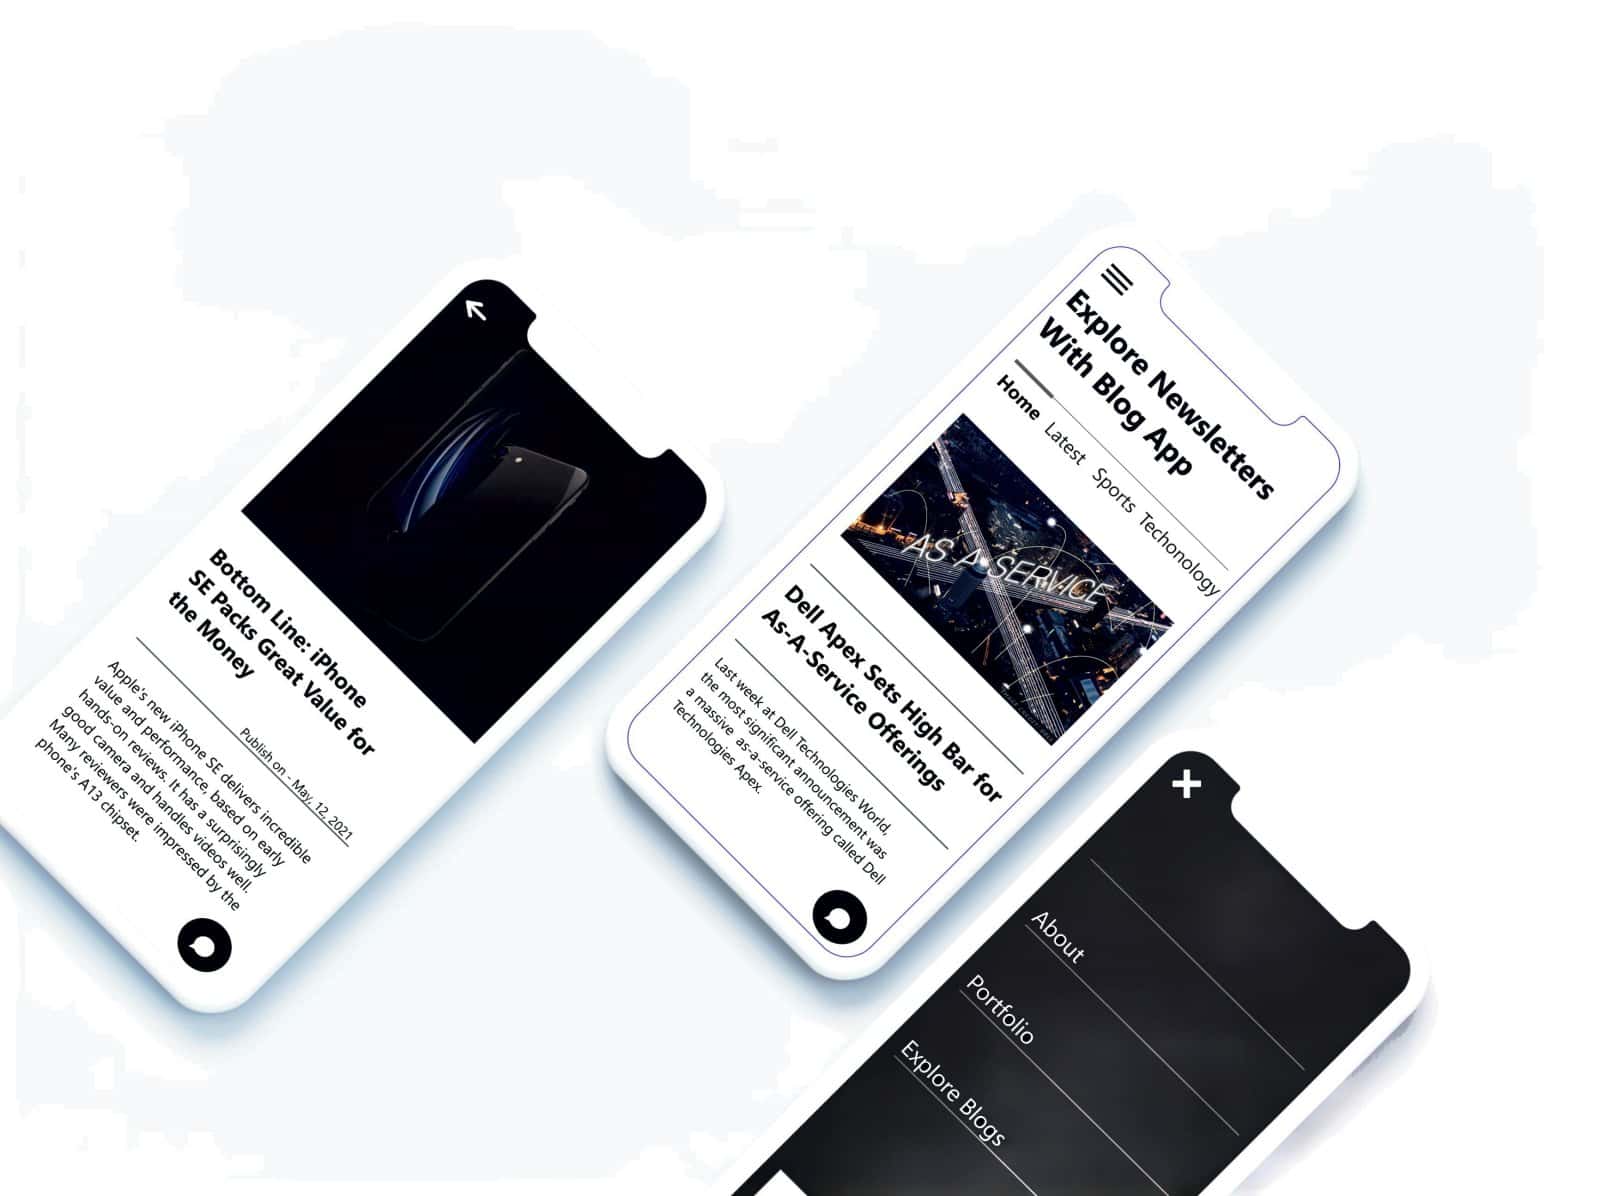 Bottom Line: iPhone
SE Packs Great Value for
the Money
Publish on - May, 12, 2021
Apple's new iPhone SE delivers incredible
value and performance, based on early
hands-on reviews. It has a surprisingly
good camera and handles videos well.
Many reviewers were impressed by the
phone's A13 chipset.
Explore Newsletters
With Blog App
Home Latest Sports Techonology
AS A SERVICE
Dell Apex Sets High Bar for
As-A-Service Offerings
Last week at Dell Technologies World,
the most significant announcement was
a massive as-a-service offering called Dell
Technologies Apex.
About
Portfolio
Explore Blogs